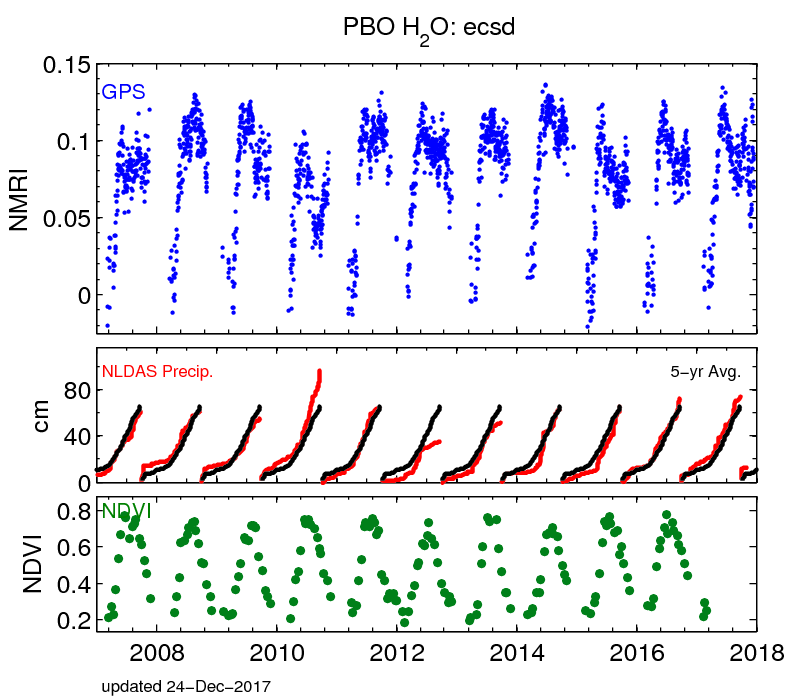 PBO H2O: ecsd
0.15
GPS
0.1
NMRI
0.05
0
NLDAS Precip. 5−yr Avg.
80
cm
40
0
0.8
NDVI
0.6
NDVI
0.4
0.2
2008 2010 2012 2014 2016 2018
updated 24−Dec−2017